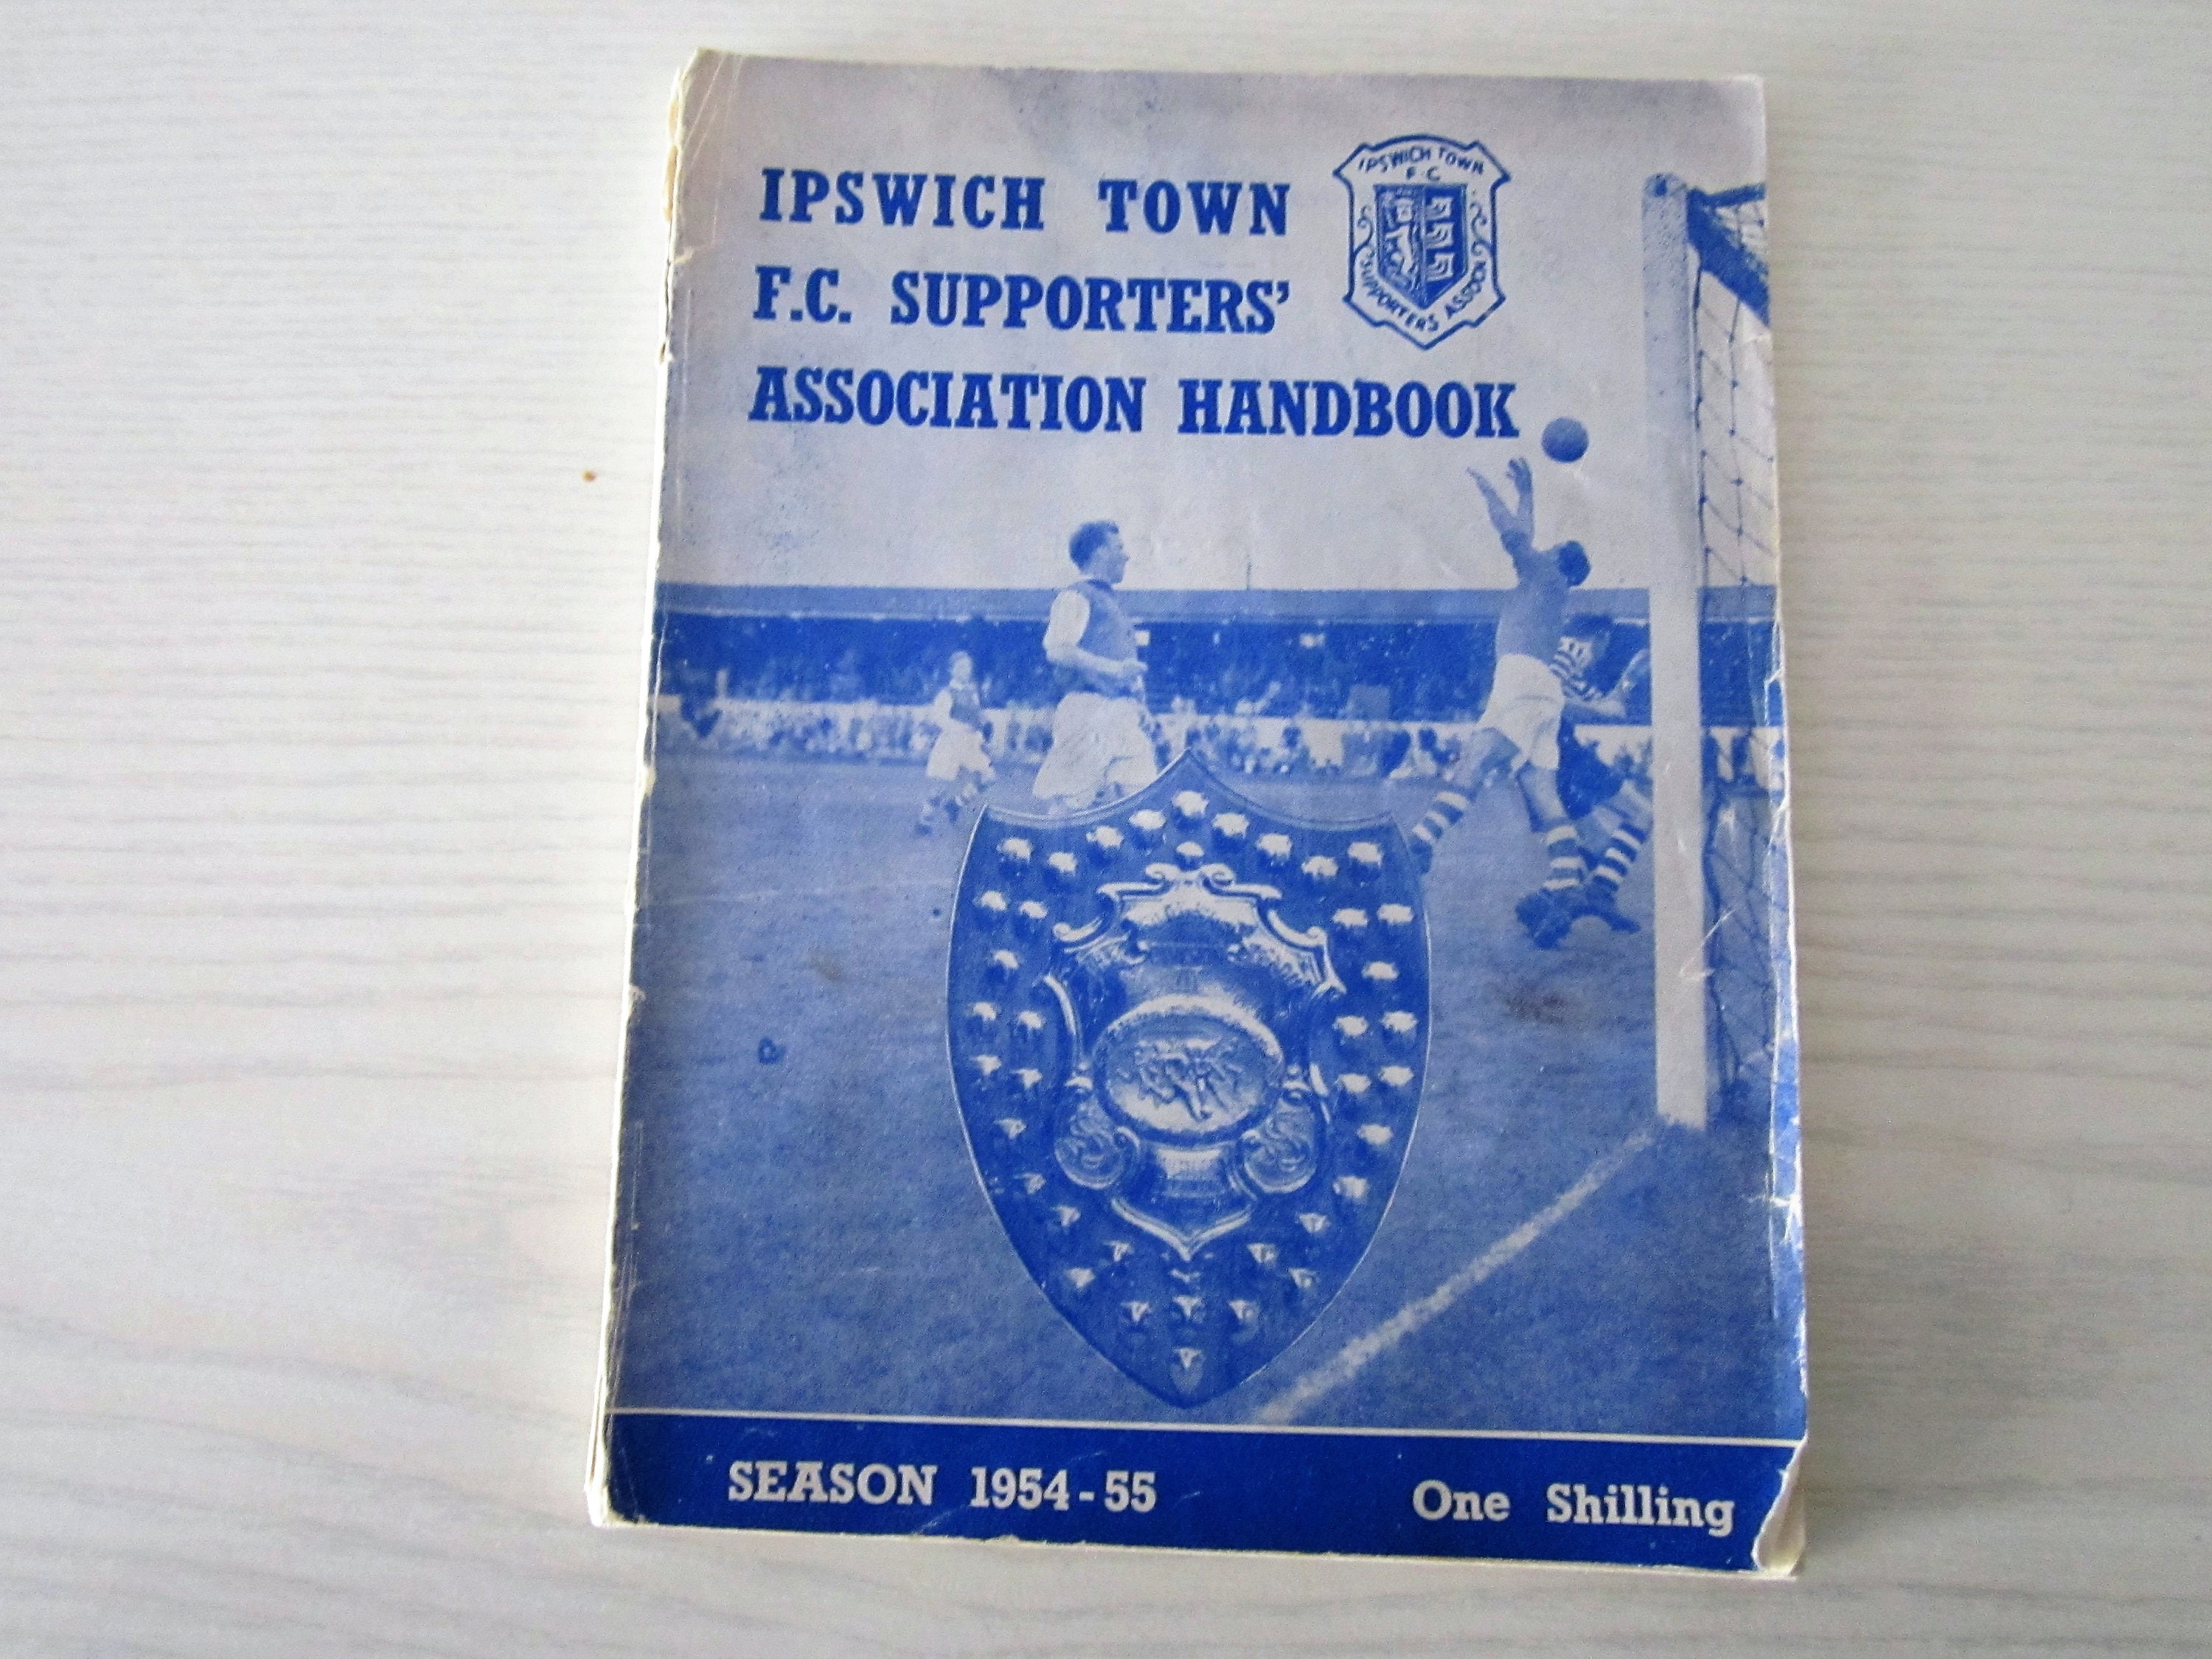 IPSWICH TOWN
F.C. SUPPORTERS'
ASSOCIATION HANDBOOK
IPSWICH TOWN
F.C.
SUPPORTERS ASSOCN
SEASON 1954-55
One Shilling